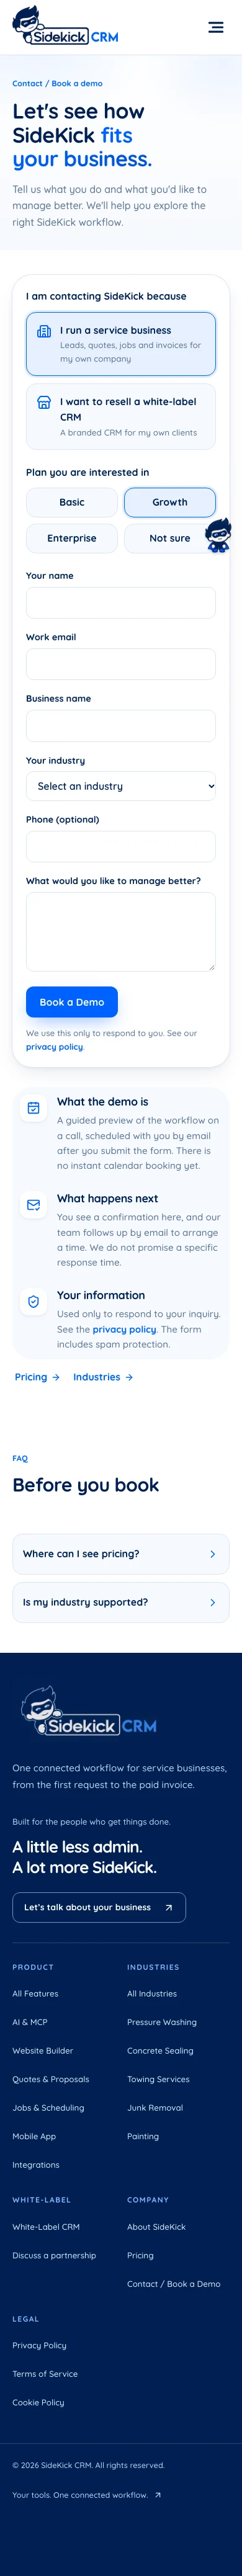 Sidekick CRM
Contact / Book a demo
Let's see how
SideKick fits
your business.
Tell us what you do and what you'd like to
manage better. We'll help you explore the
right SideKick workflow.
I am contacting SideKick because
I run a service business
Leads, quotes, jobs and invoices for
my own company
I want to resell a white-label
CRM
A branded CRM for my own clients
Plan you are interested in
Basic
Growth
Enterprise
Not sure
Your name
Work email
Business name
Your industry
Select an industry
Phone (optional)
What would you like to manage better?
Book a Demo
We use this only to respond to you. See our
privacy policy.
What the demo is
A guided preview of the workflow on
a call, scheduled with you by email
after you submit the form. There is
no instant calendar booking yet.
What happens next
You see a confirmation here, and our
team follows up by email to arrange
a time. We do not promise a specific
response time.
Your information
Used only to respond to your inquiry.
See the privacy policy. The form
includes spam protection.
Pricing → Industries →
FAQ
Before you book
Where can I see pricing?
Is my industry supported?
Sidekick CRM
One connected workflow for service businesses,
from the first request to the paid invoice.
Built for the people who get things done.
A little less admin.
A lot more SideKick.
Let's talk about your business
PRODUCT
All Features
AI & MCP
Website Builder
Quotes & Proposals
Jobs & Scheduling
Mobile App
Integrations
INDUSTRIES
All Industries
Pressure Washing
Concrete Sealing
Towing Services
Junk Removal
Painting
WHITE-LABEL
White-Label CRM
Discuss a partnership
COMPANY
About SideKick
Pricing
Contact / Book a Demo
LEGAL
Privacy Policy
Terms of Service
Cookie Policy
© 2026 SideKick CRM. All rights reserved.
Your tools. One connected workflow.